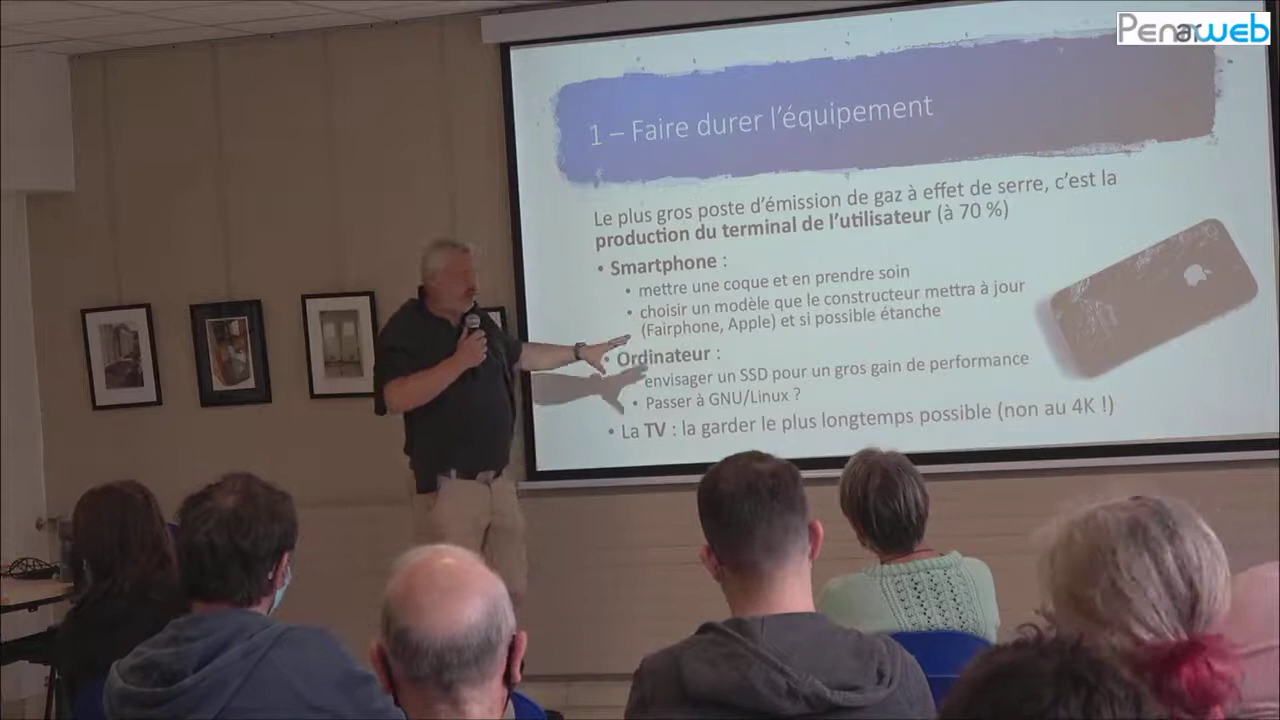 Penarweb
1 – Faire durer l'équipement
Le plus gros poste d'émission de gaz à effet de serre, c'est la
production du terminal de l'utilisateur (à 70 %)
• Smartphone :
• mettre une coque et en prendre soin
• choisir un modèle que le constructeur mettra à jour
(Fairphone, Apple) et si possible étanche
• Ordinateur :
envisager un SSD pour un gros gain de performance
• Passer à GNU/Linux ?
• La TV : la garder le plus longtemps possible (non au 4K !)